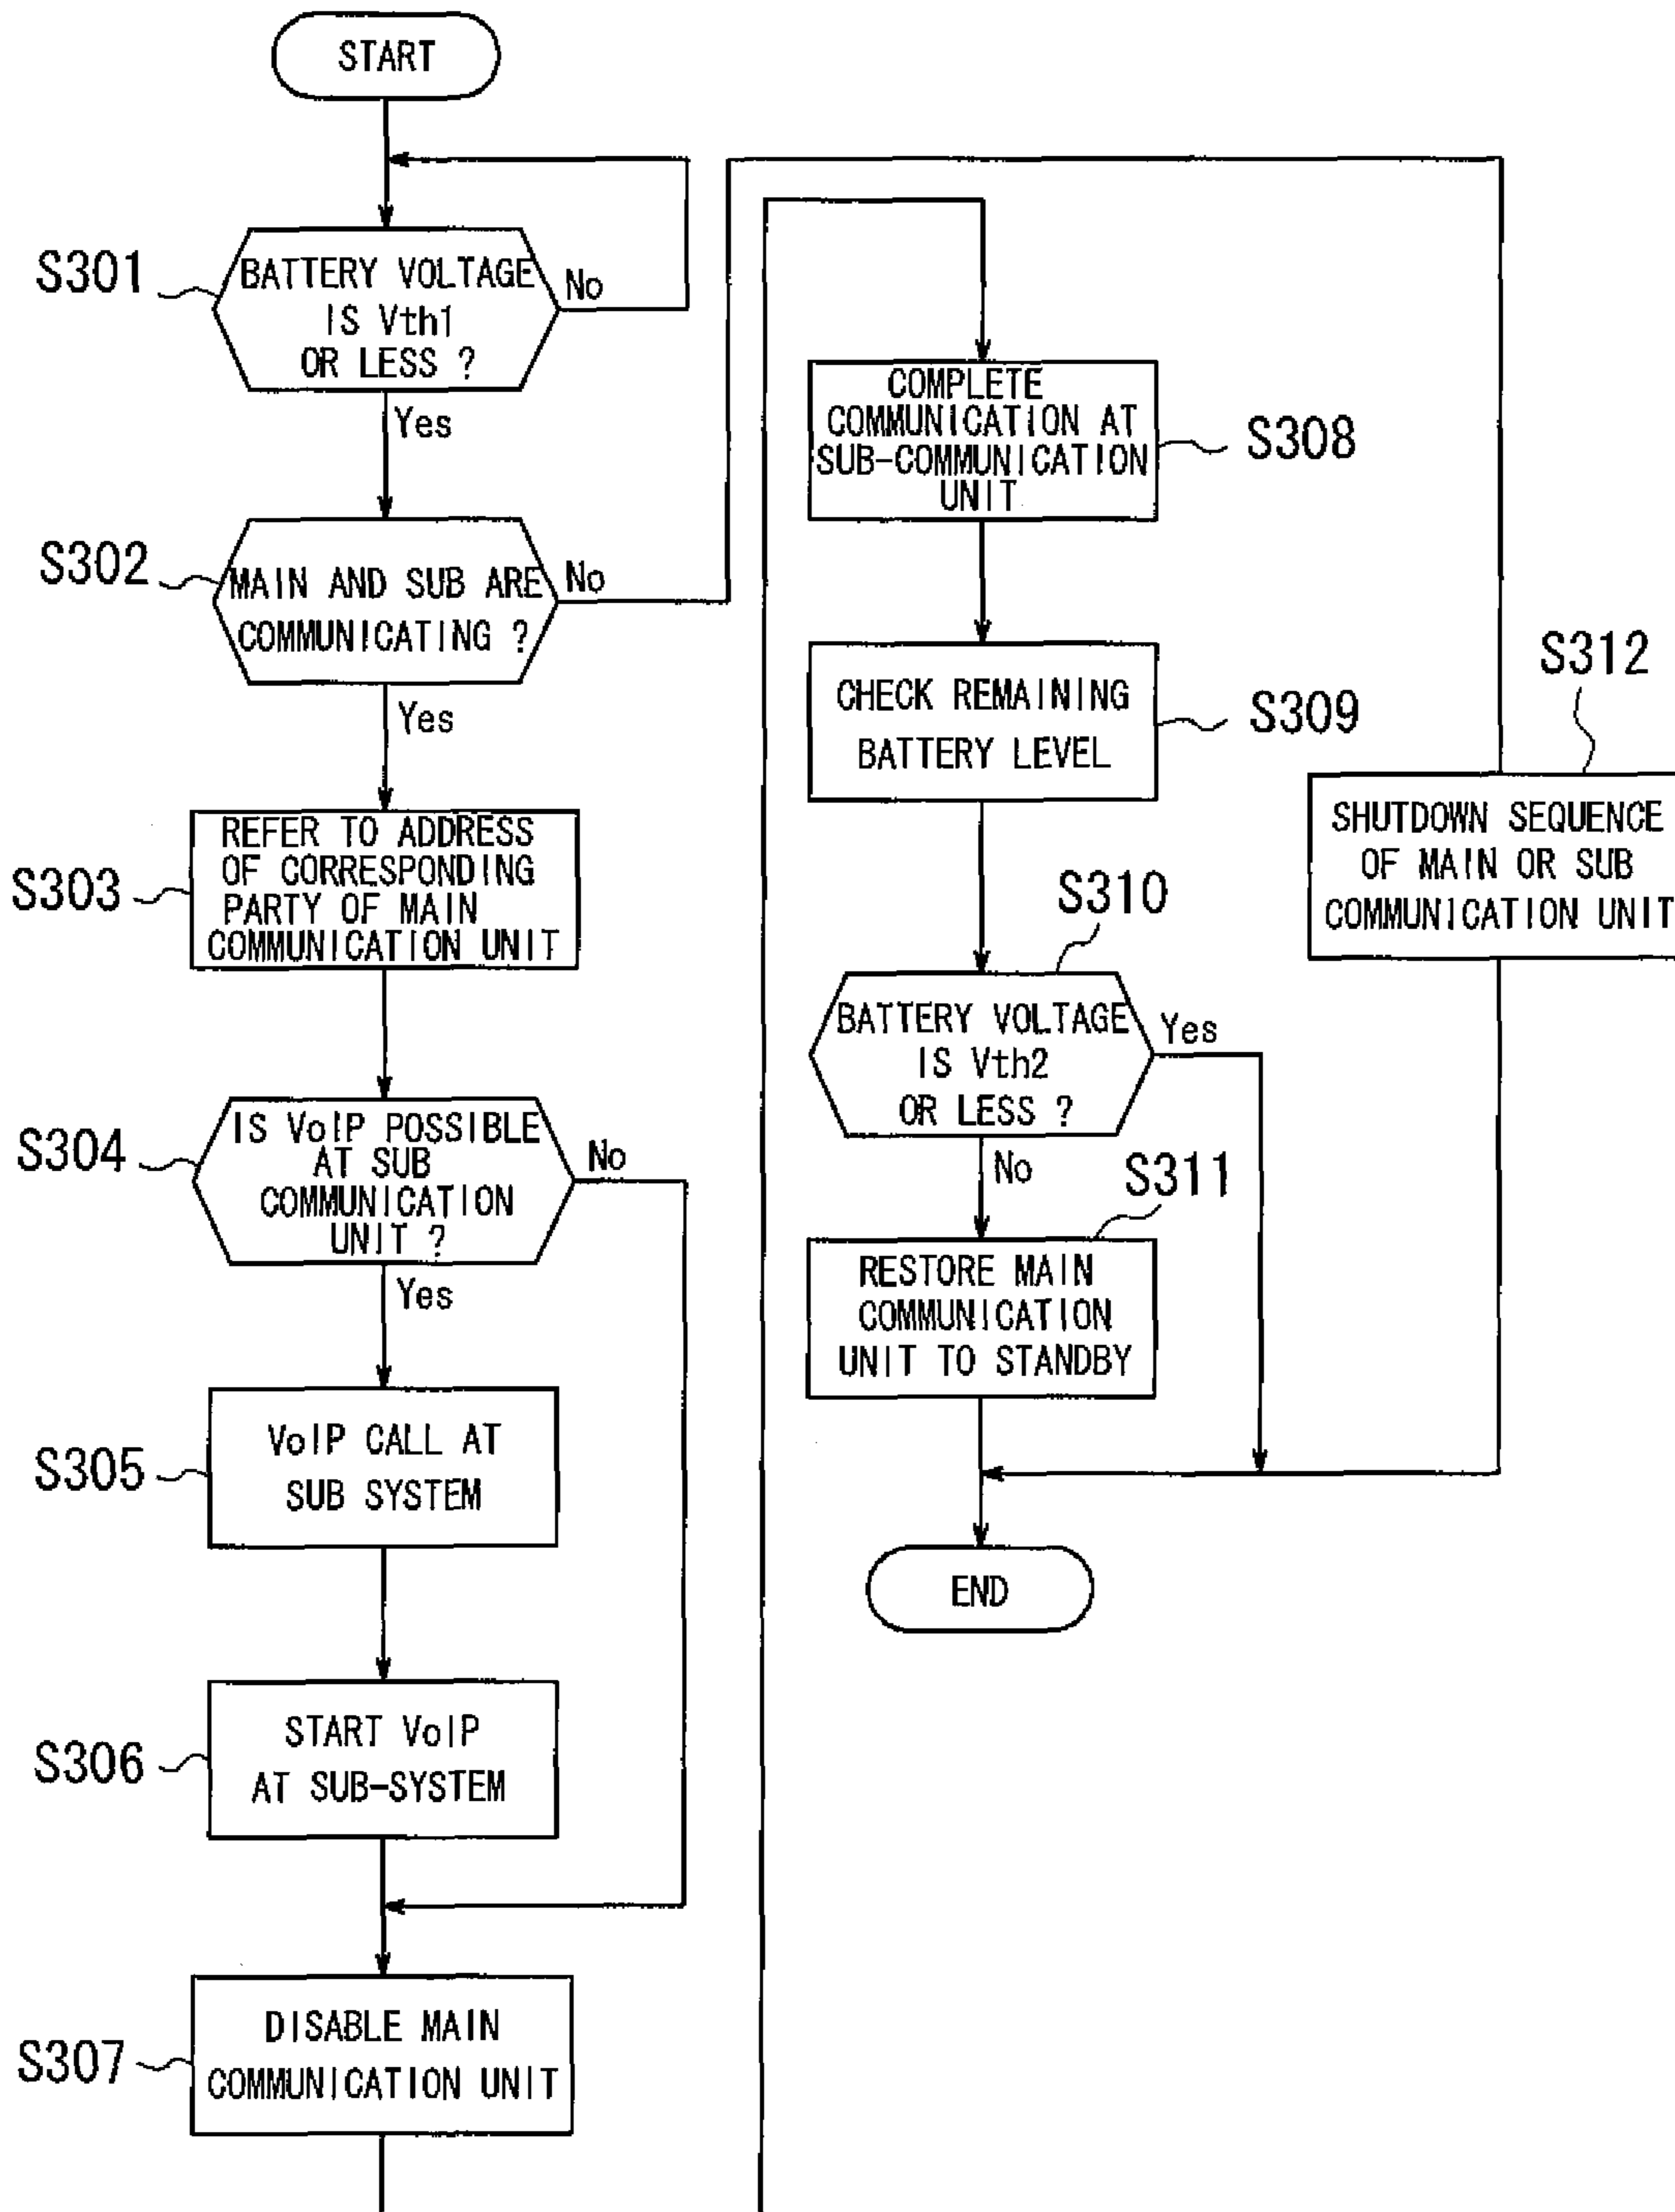 START
S301
BATTERY VOLTAGE
IS Vth1
OR LESS ?
No
Yes
S302
MAIN AND SUB ARE
COMMUNICATING ?
No
Yes
S303
REFER TO ADDRESS
OF CORRESPONDING
PARTY OF MAIN
COMMUNICATION UNIT
S304
IS VoIP POSSIBLE
AT SUB
COMMUNICATION
UNIT ?
No
Yes
S305
VoIP CALL AT
SUB SYSTEM
S306
START VoIP
AT SUB-SYSTEM
S307
DISABLE MAIN
COMMUNICATION UNIT
COMPLETE
COMMUNICATION AT
SUB-COMMUNICATION
UNIT
S308
CHECK REMAINING
BATTERY LEVEL
S309
S310
BATTERY VOLTAGE
IS Vth2
OR LESS ?
Yes
No
S311
RESTORE MAIN
COMMUNICATION
UNIT TO STANDBY
END
S312
SHUTDOWN SEQUENCE
OF MAIN OR SUB
COMMUNICATION UNIT